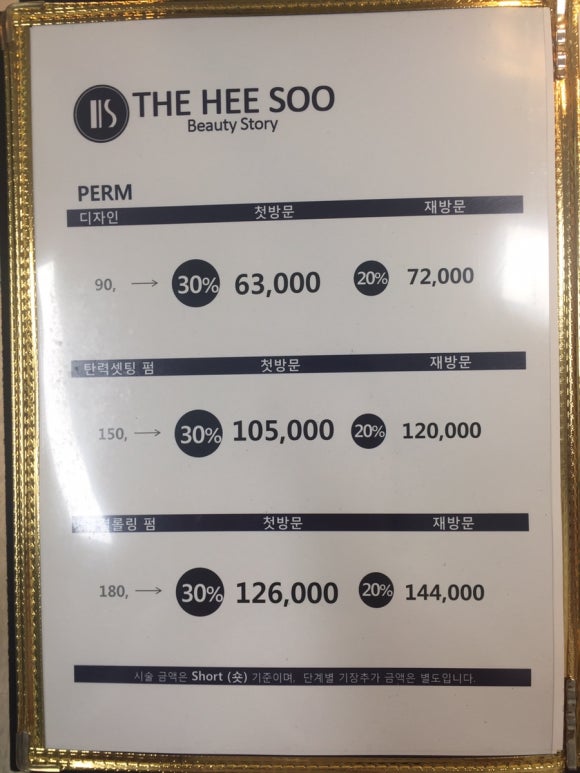 IIS THE HEE SOO
Beauty Story
PERM
디자인 첫방문 재방문
90, → 30% 63,000 20% 72,000
탄력셋팅 펌 첫방문 재방문
150, → 30% 105,000 20% 120,000
펌 첫방문 재방문
180, → 30% 126,000 20% 144,000
시술 금액은 Short (숏) 기준이며, 단계별 기장추가 금액은 별도입니다.